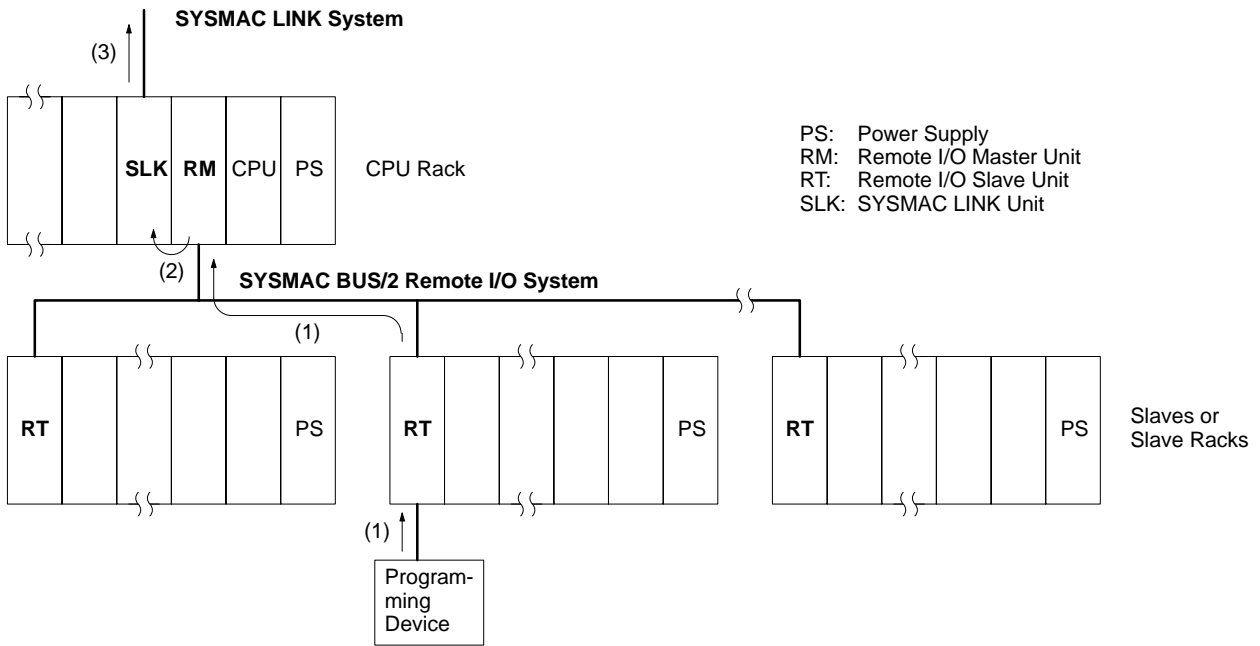 SYSMAC LINK System
(3)
SLK RM CPU PS
CPU Rack
PS: Power Supply
RM: Remote I/O Master Unit
RT: Remote I/O Slave Unit
SLK: SYSMAC LINK Unit
(2)
SYSMAC BUS/2 Remote I/O System
(1)
RT PS RT PS RT PS
Slaves or
Slave Racks
(1)
Program-
ming
Device